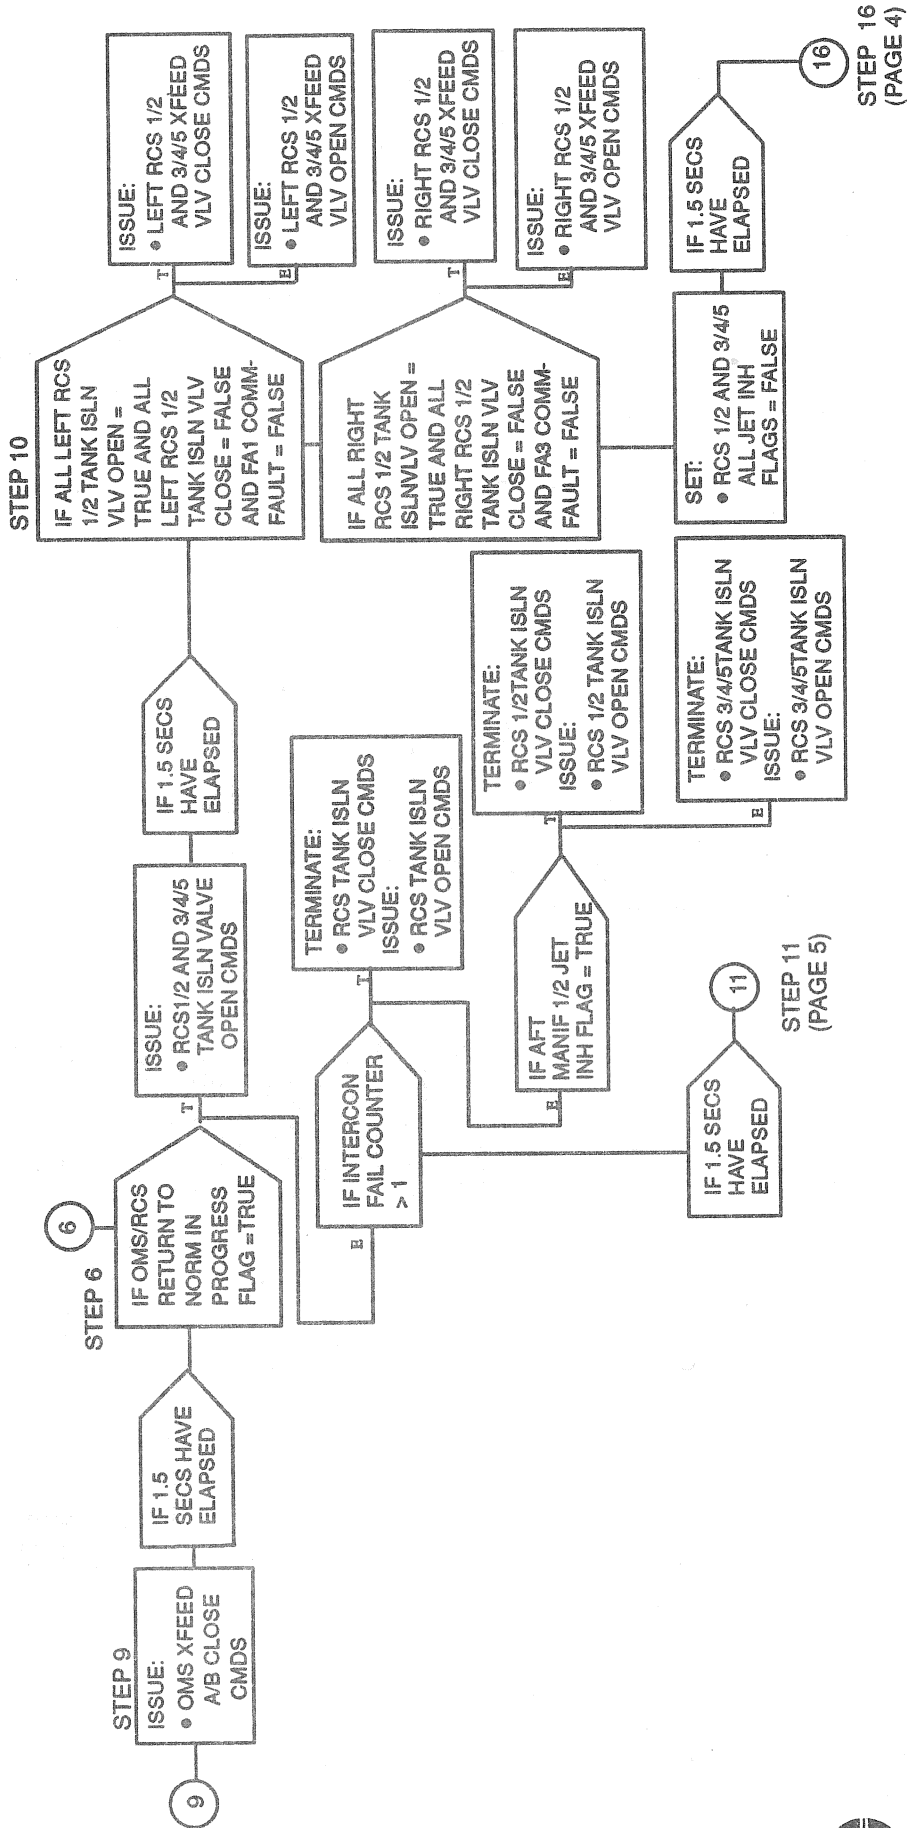 9
STEP 9
ISSUE:
• OMS XFEED
A/B CLOSE
CMDS
IF 1.5
SECS HAVE
ELAPSED
6
STEP 6
IF OMS/RCS
RETURN TO
NORM IN
PROGRESS
FLAG =TRUE
T
E
ISSUE:
• RCS1/2 AND 3/4/5
TANK ISLN VALVE
OPEN CMDS
IF 1.5 SECS
HAVE
ELAPSED
STEP 10
IF ALL LEFT RCS
1/2 TANK ISLN
VLV OPEN =
TRUE AND ALL
LEFT RCS 1/2
TANK ISLN VLV
CLOSE = FALSE
AND FA1 COMM-
FAULT = FALSE
T
ISSUE:
• LEFT RCS 1/2
AND 3/4/5 XFEED
VLV CLOSE CMDS
E
ISSUE:
• LEFT RCS 1/2
AND 3/4/5 XFEED
VLV OPEN CMDS
IF ALL RIGHT
RCS 1/2 TANK
ISLNVLV OPEN =
TRUE AND ALL
RIGHT RCS 1/2
TANK ISLN VLV
CLOSE = FALSE
AND FA3 COMM-
FAULT = FALSE
T
ISSUE:
• RIGHT RCS 1/2
AND 3/4/5 XFEED
VLV CLOSE CMDS
E
ISSUE:
• RIGHT RCS 1/2
AND 3/4/5 XFEED
VLV OPEN CMDS
SET:
• RCS 1/2 AND 3/4/5
ALL JET INH
FLAGS = FALSE
IF 1.5 SECS
HAVE
ELAPSED
16
STEP 16
(PAGE 4)
IF INTERCON
FAIL COUNTER
> 1
T
TERMINATE:
• RCS TANK ISLN
VLV CLOSE CMDS
ISSUE:
• RCS TANK ISLN
VLV OPEN CMDS
E
IF AFT
MANIF 1/2 JET
INH FLAG = TRUE
T
TERMINATE:
• RCS 1/2TANK ISLN
VLV CLOSE CMDS
ISSUE:
• RCS 1/2 TANK ISLN
VLV OPEN CMDS
E
TERMINATE:
• RCS 3/4/5TANK ISLN
VLV CLOSE CMDS
ISSUE:
• RCS 3/4/5TANK ISLN
VLV OPEN CMDS
IF 1.5 SECS
HAVE
ELAPSED
11
STEP 11
(PAGE 5)